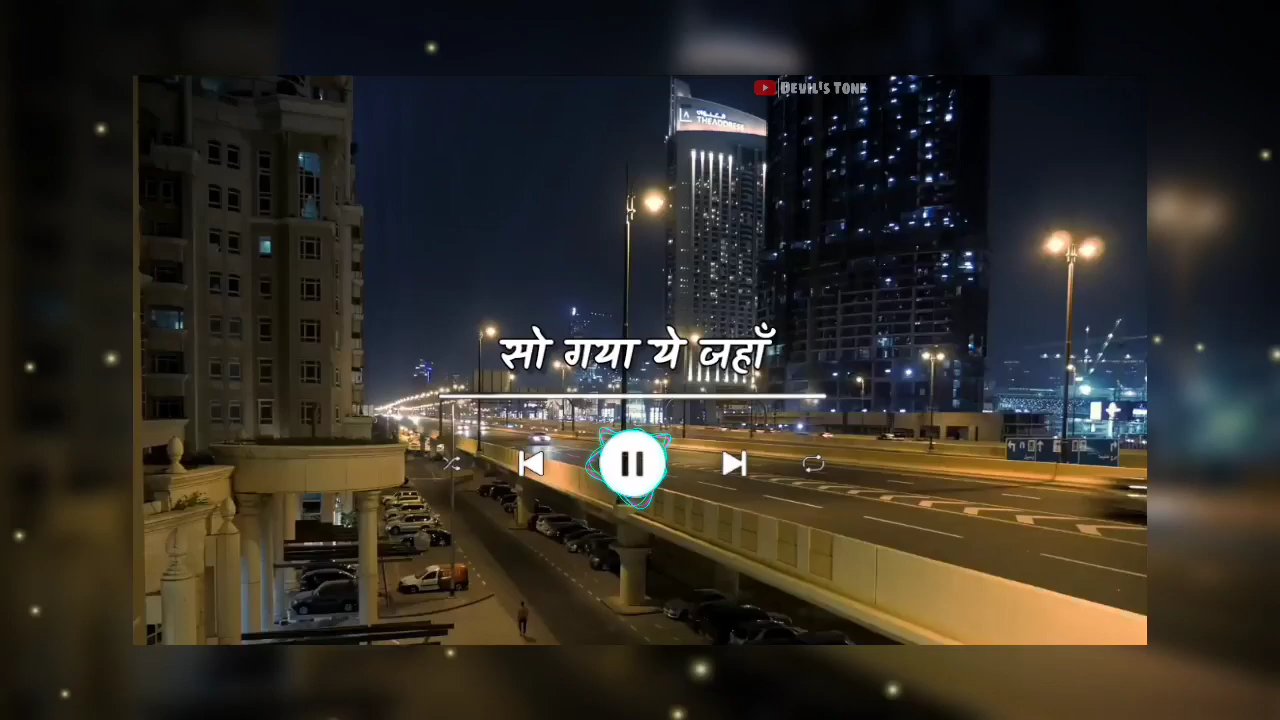 DEVIL'S TONE
THE ADDRESS
सो गया ये जहाँ